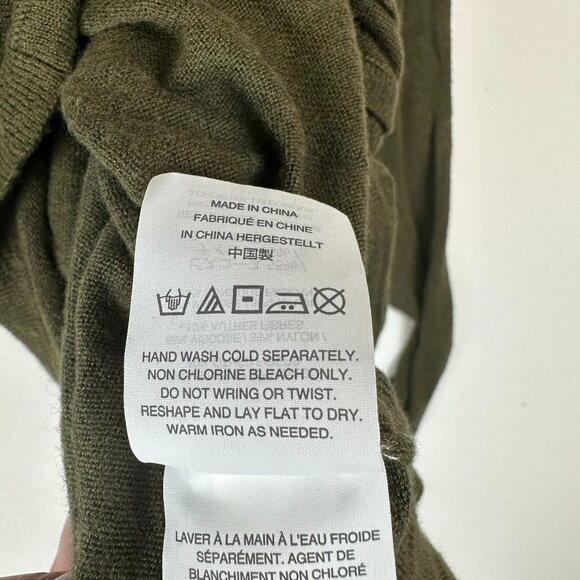 MADE IN CHINA
FABRIQUÉ EN CHINE
IN CHINA HERGESTELLT
中国製
HAND WASH COLD SEPARATELY.
NON CHLORINE BLEACH ONLY.
DO NOT WRING OR TWIST.
RESHAPE AND LAY FLAT TO DRY.
WARM IRON AS NEEDED.
LAVER À LA MAIN À L'EAU FROIDE
SÉPARÉMENT. AGENT DE
BLANCHIMENT NON CHLORÉ